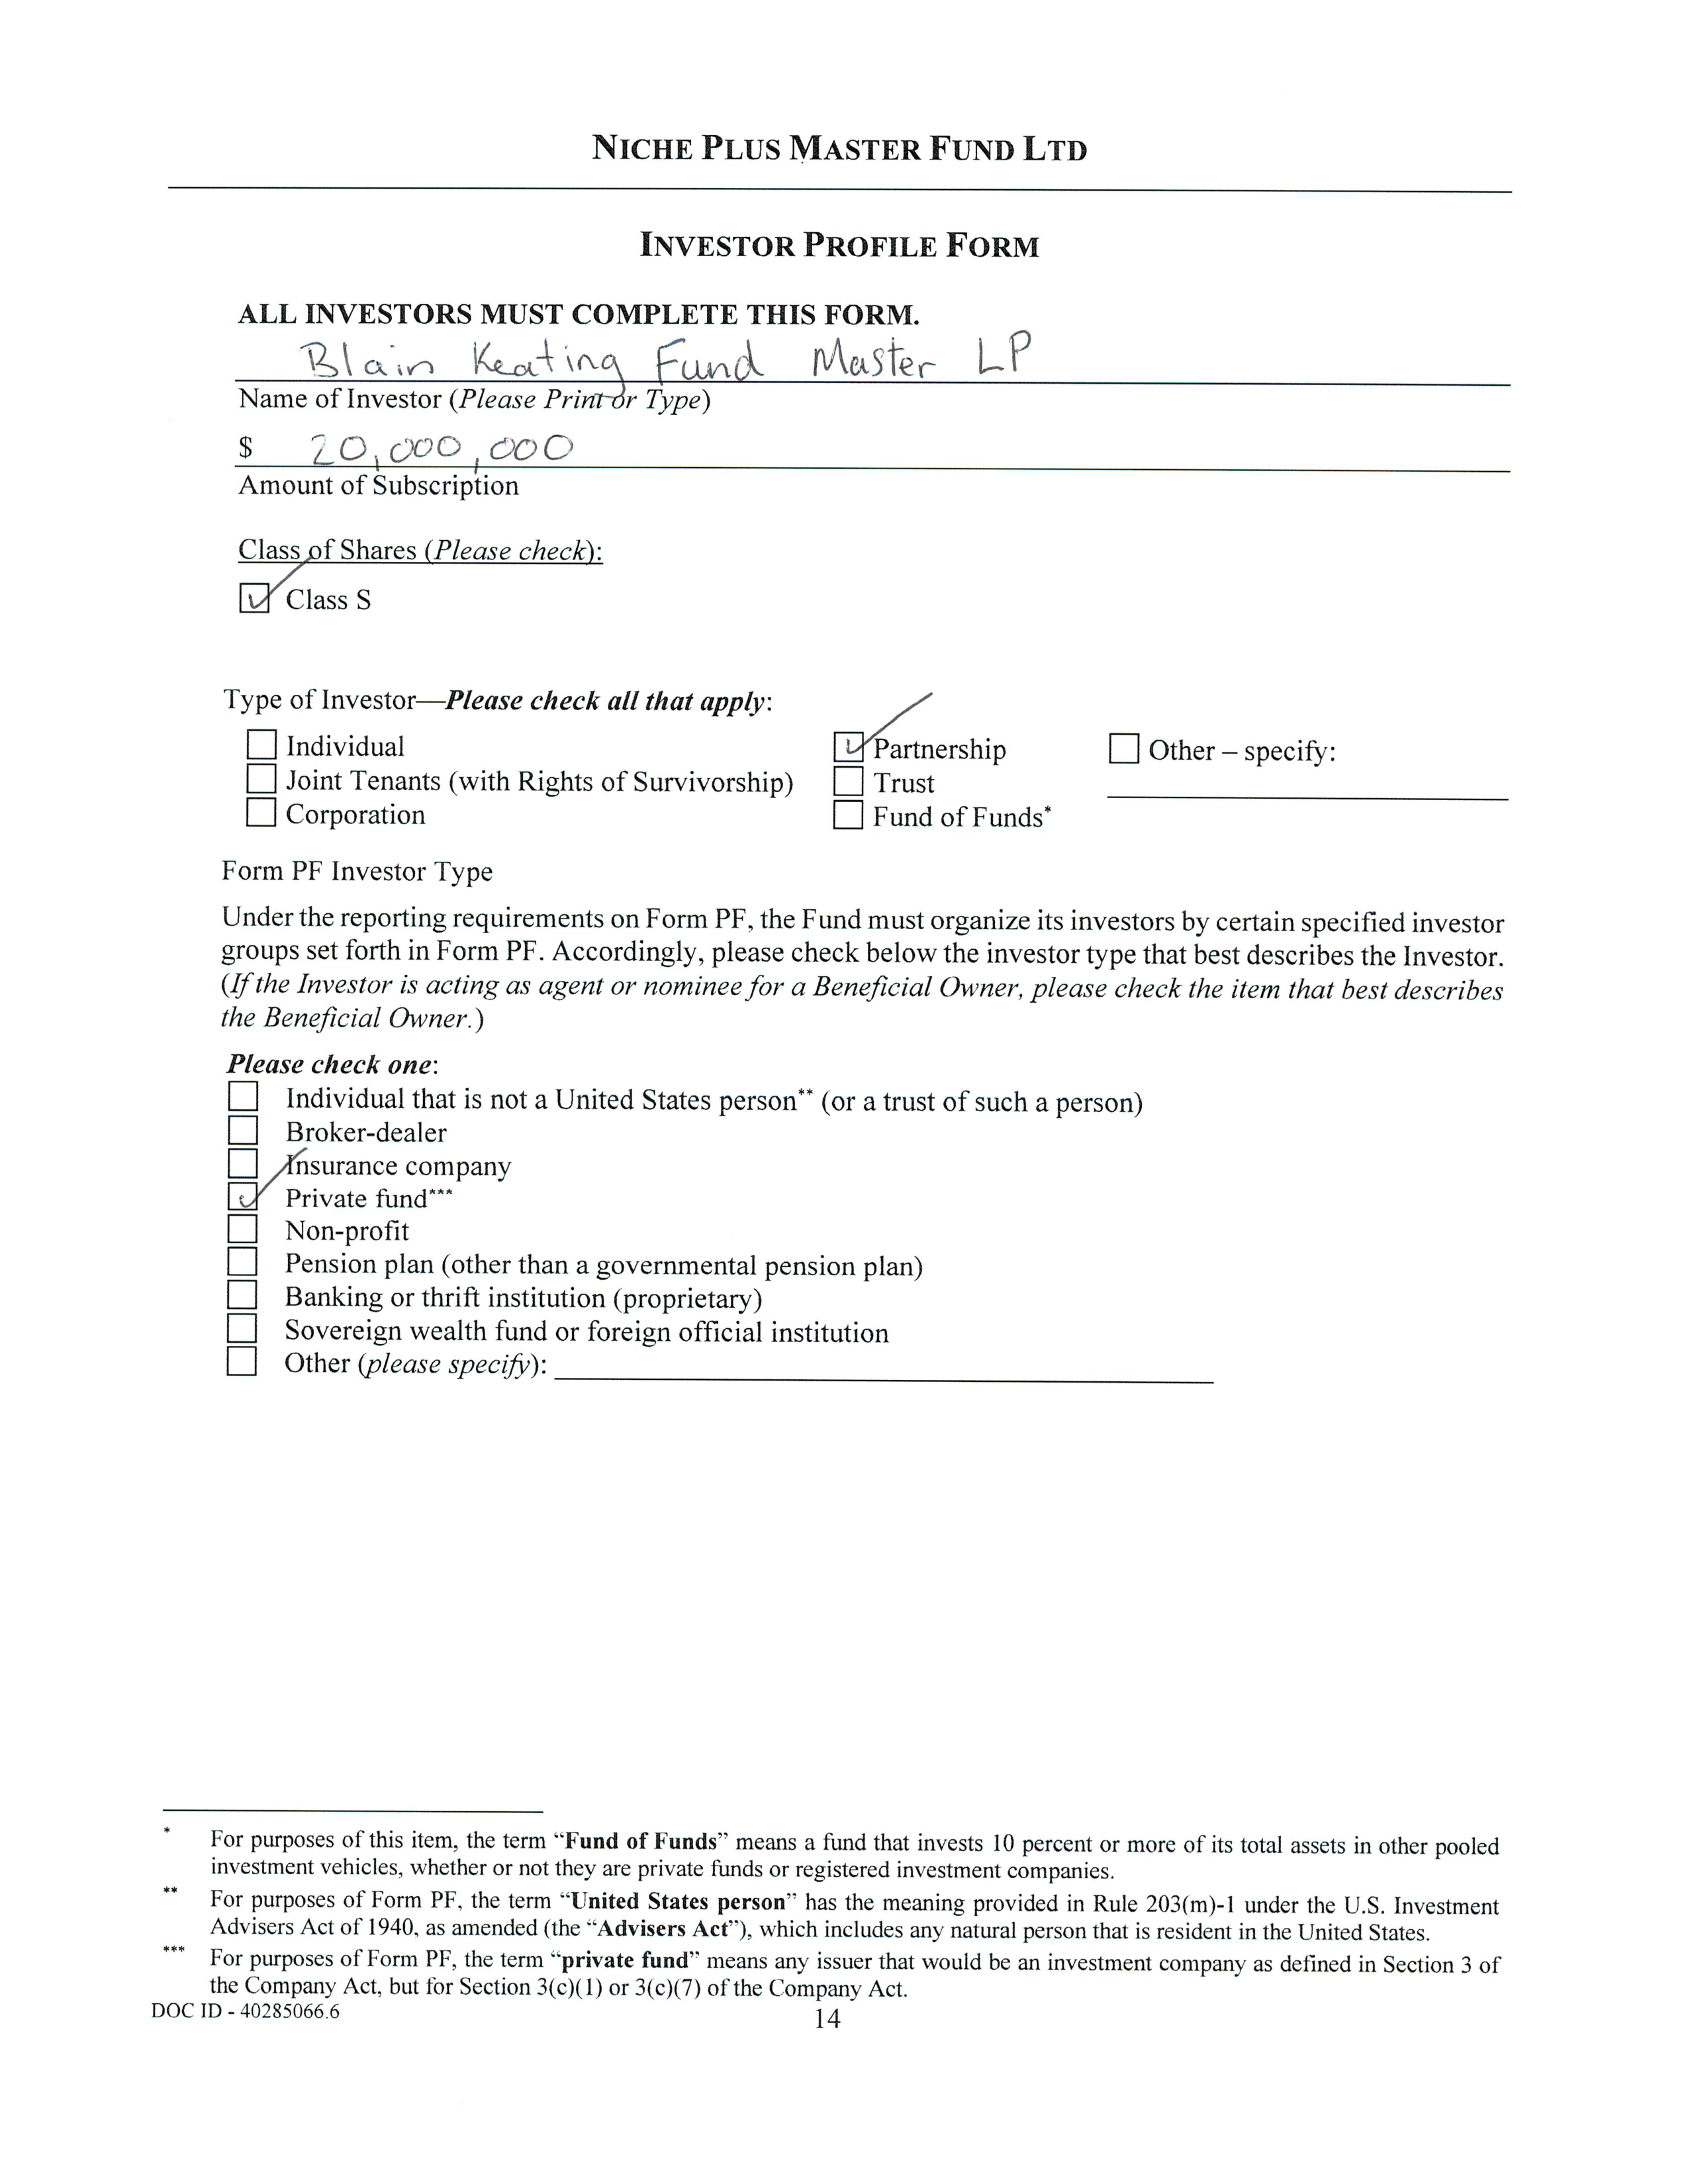 NICHE PLUS MASTER FUND LTD
INVESTOR PROFILE FORM
ALL INVESTORS MUST COMPLETE THIS FORM.
Blain Keating Fund Master LP
Name of Investor (Please Print or Type)
$ 20,000,000
Amount of Subscription
Class of Shares (Please check):
Class S
Type of Investor—Please check all that apply:
Individual Partnership Other – specify:
Joint Tenants (with Rights of Survivorship) Trust
Corporation Fund of Funds*
Form PF Investor Type
Under the reporting requirements on Form PF, the Fund must organize its investors by certain specified investor
groups set forth in Form PF. Accordingly, please check below the investor type that best describes the Investor.
(If the Investor is acting as agent or nominee for a Beneficial Owner, please check the item that best describes
the Beneficial Owner.)
Please check one:
Individual that is not a United States person** (or a trust of such a person)
Broker-dealer
Insurance company
Private fund***
Non-profit
Pension plan (other than a governmental pension plan)
Banking or thrift institution (proprietary)
Sovereign wealth fund or foreign official institution
Other (please specify):
* For purposes of this item, the term “Fund of Funds” means a fund that invests 10 percent or more of its total assets in other pooled
investment vehicles, whether or not they are private funds or registered investment companies.
** For purposes of Form PF, the term “United States person” has the meaning provided in Rule 203(m)-1 under the U.S. Investment
Advisers Act of 1940, as amended (the “Advisers Act”), which includes any natural person that is resident in the United States.
*** For purposes of Form PF, the term “private fund” means any issuer that would be an investment company as defined in Section 3 of
the Company Act, but for Section 3(c)(1) or 3(c)(7) of the Company Act.
DOC ID - 40285066.6
14